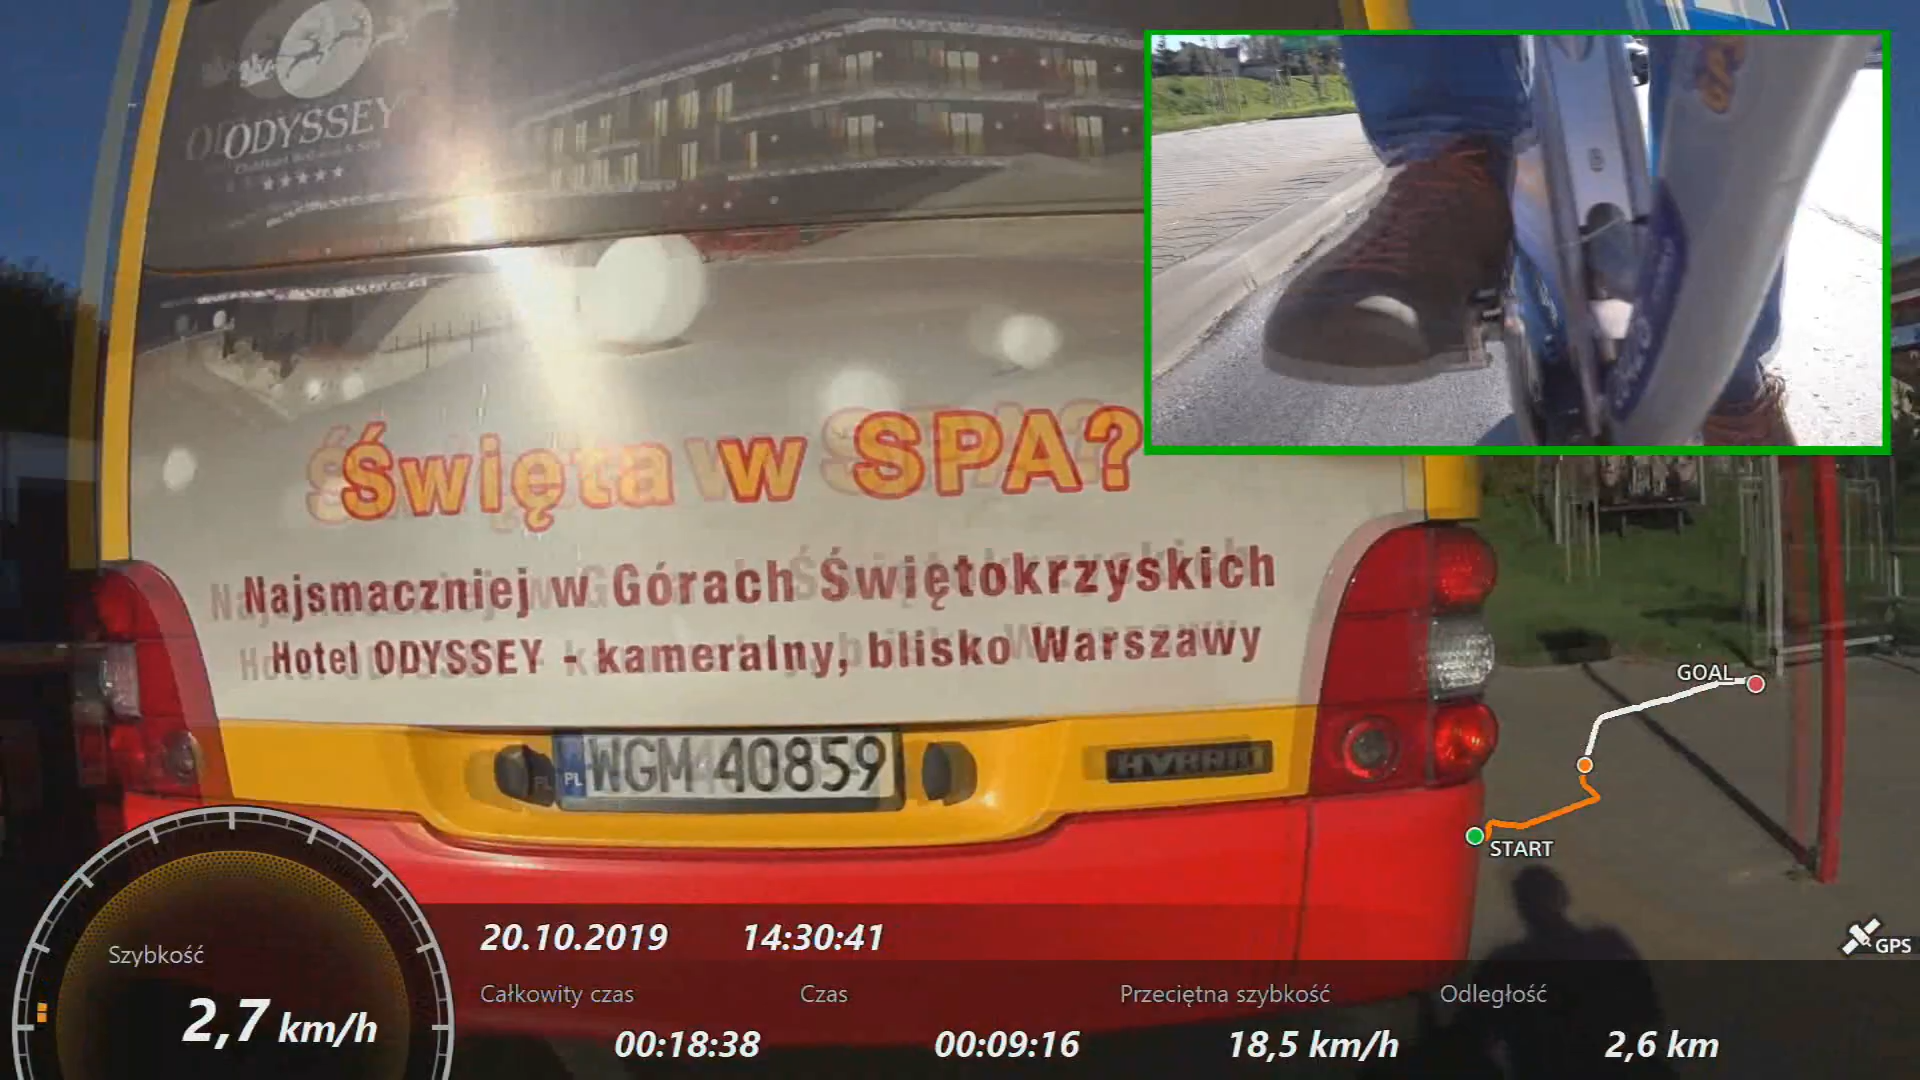 ODYSSEY
★★★★★
Święta w SPA?
Najsmaczniej w Górach Świętokrzyskich
Hotel ODYSSEY - kameralny, blisko Warszawy
PL WGM 40859
HYBRID
GOAL
START
GPS
20.10.2019 14:30:41
Szybkość
2,7 km/h
Całkowity czas
00:18:38
Czas
00:09:16
Przeciętna szybkość
18,5 km/h
Odległość
2,6 km